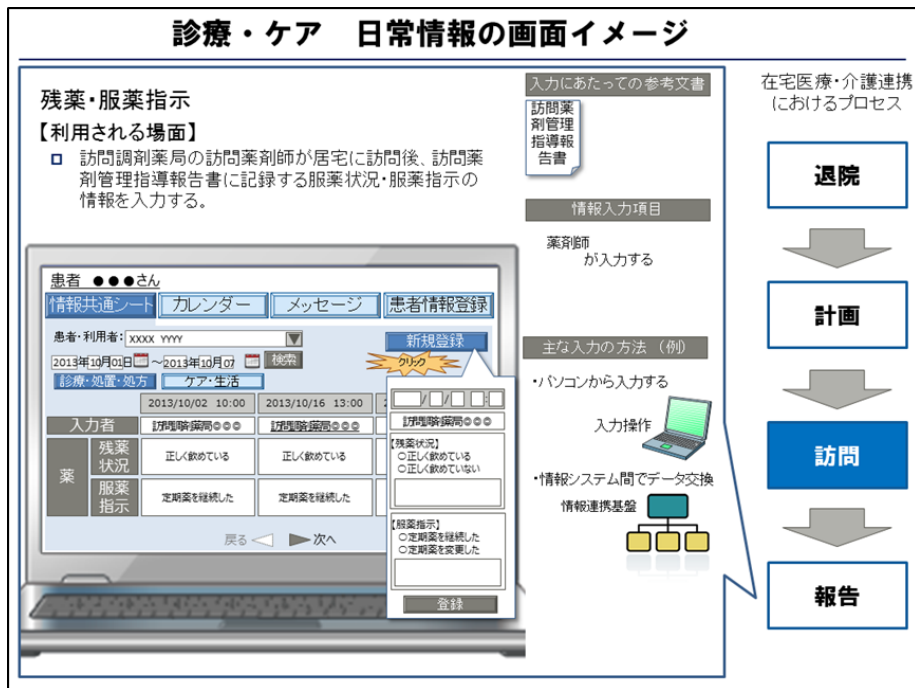 診療・ケア　日常情報の画面イメージ
残薬・服薬指示
【利用される場面】
訪問調剤薬局の訪問薬剤師が居宅に訪問後、訪問薬
剤管理指導報告書に記録する服薬状況・服薬指示の
情報を入力する。
患者 ●●●さん
情報共通シート
カレンダー
メッセージ
患者情報登録
患者・利用者: XXXX YYYY
新規登録
2013年10月01日 ～2013年10月07 検索
クリック
診療・処置・処方
ケア・生活
2013/10/02 10:00
2013/10/16 13:00
入力者
薬
残薬
状況
正しく飲めている
正しく飲めている
服薬
指示
定期薬を継続した
定期薬を継続した
戻る
次へ
/ / :
【残薬状況】
○正しく飲めている
○正しく飲めていない
【服薬指示】
○定期薬を継続した
○定期薬を変更した
登録
入力にあたっての参考文書
訪問薬
剤管理
指導報
告書
情報入力項目
薬剤師
が入力する
主な入力の方法（例）
・パソコンから入力する
入力操作
・情報システム間でデータ交換
情報連携基盤
在宅医療・介護連携
におけるプロセス
退院
計画
訪問
報告